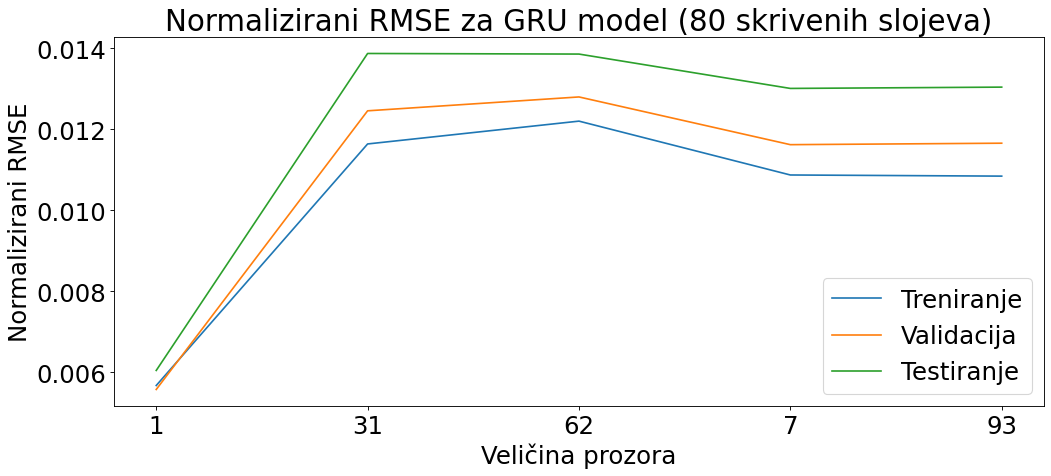 Normalizirani RMSE za GRU model (80 skrivenih slojeva)
Normalizirani RMSE
0.014
0.012
0.010
0.008
0.006
Treniranje
Validacija
Testiranje
1 31 62 7 93
Veličina prozora